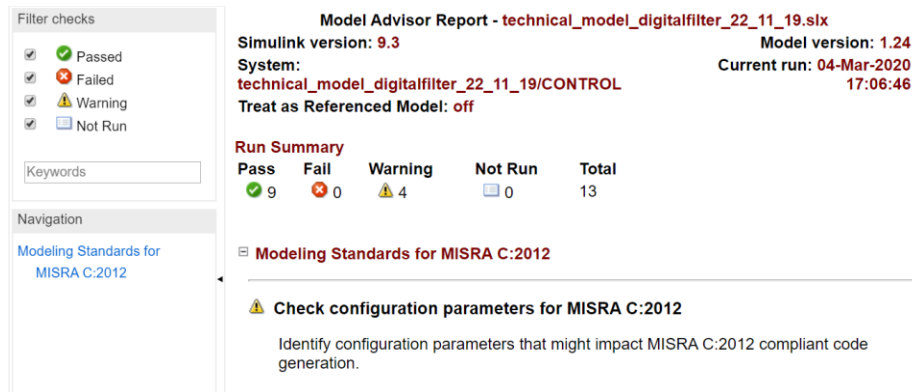 Filter checks
Passed
Failed
Warning
Not Run
Keywords
Navigation
Modeling Standards for
MISRA C:2012
Model Advisor Report - technical_model_digitalfilter_22_11_19.slx
Simulink version: 9.3 Model version: 1.24
System: Current run: 04-Mar-2020
technical_model_digitalfilter_22_11_19/CONTROL 17:06:46
Treat as Referenced Model: off
Run Summary
Pass Fail Warning Not Run Total
9 0 4 0 13
Modeling Standards for MISRA C:2012
Check configuration parameters for MISRA C:2012
Identify configuration parameters that might impact MISRA C:2012 compliant code
generation.